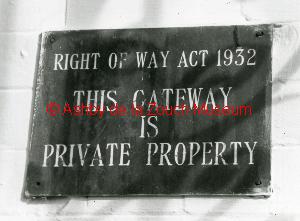 RIGHT OF WAY ACT 1932
THIS GATEWAY
© Ashby de la Zouch Museum
IS
PRIVATE PROPERTY